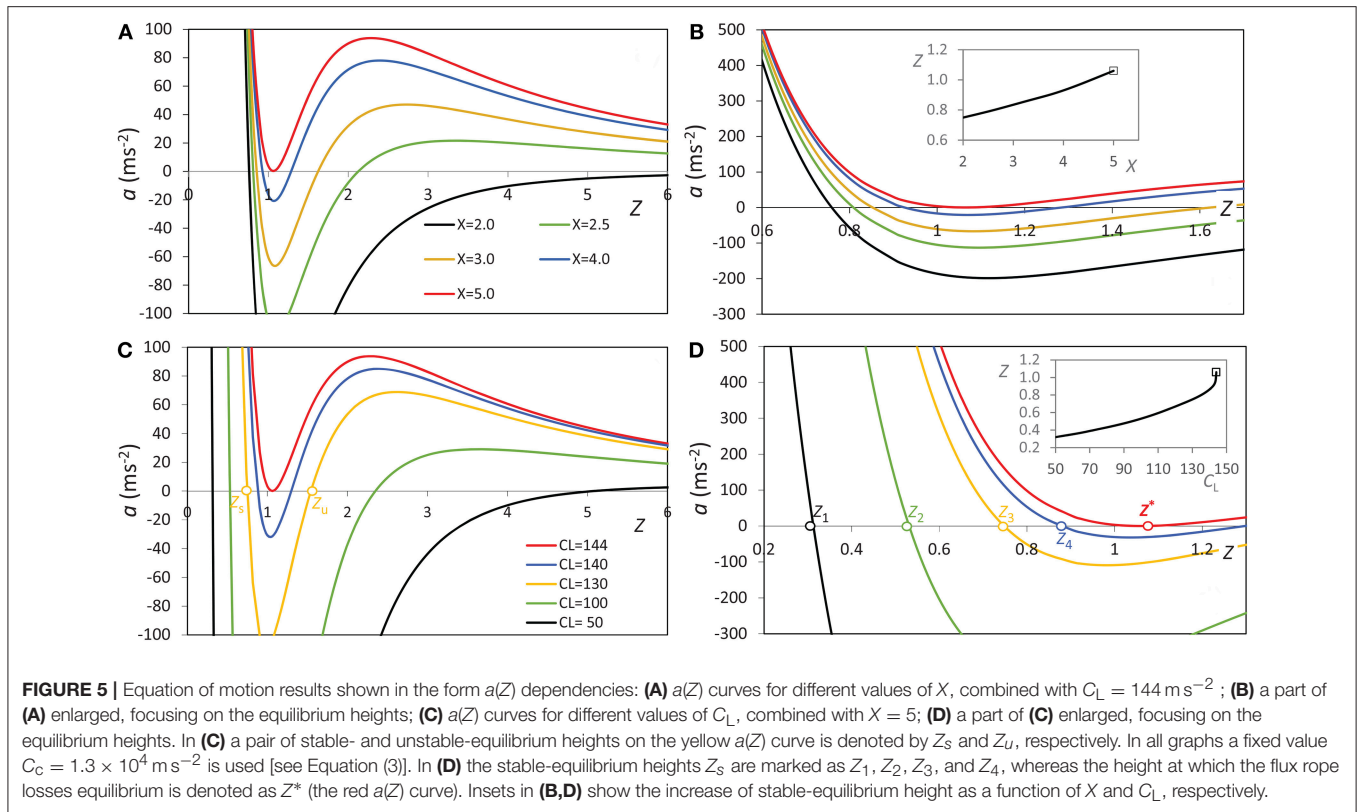 A
a (ms⁻²)
100
80
60
40
20
0
-20
-40
-60
-80
-100
0 1 2 3 4 5 6
Z
X=2.0 X=2.5
X=3.0 X=4.0
X=5.0
B
a (ms⁻²)
500
400
300
200
100
0
-100
-200
-300
0.6 0.8 1 1.2 1.4 1.6
Z
Z
1.2
1.0
0.8
0.6
2 3 4 5
X
C
a (ms⁻²)
100
80
60
40
20
0
-20
-40
-60
-80
-100
0 1 2 3 4 5 6
Z
Zs Zu
CL=144
CL=140
CL=130
CL=100
CL= 50
D
a (ms⁻²)
500
400
300
200
100
0
-100
-200
-300
0.2 0.4 0.6 0.8 1 1.2
Z
Z1 Z2 Z3 Z4 Z*
Z
1.2
1.0
0.8
0.6
0.4
0.2
50 70 90 110 130 150
CL
FIGURE 5 | Equation of motion results shown in the form a(Z) dependencies: (A) a(Z) curves for different values of X, combined with CL = 144 m s⁻² ; (B) a part of
(A) enlarged, focusing on the equilibrium heights; (C) a(Z) curves for different values of CL, combined with X = 5; (D) a part of (C) enlarged, focusing on the
equilibrium heights. In (C) a pair of stable- and unstable-equilibrium heights on the yellow a(Z) curve is denoted by Zs and Zu, respectively. In all graphs a fixed value
Cc = 1.3 × 10⁴ m s⁻² is used [see Equation (3)]. In (D) the stable-equilibrium heights Zs are marked as Z1, Z2, Z3, and Z4, whereas the height at which the flux rope
losses equilibrium is denoted as Z* (the red a(Z) curve). Insets in (B,D) show the increase of stable-equilibrium height as a function of X and CL, respectively.